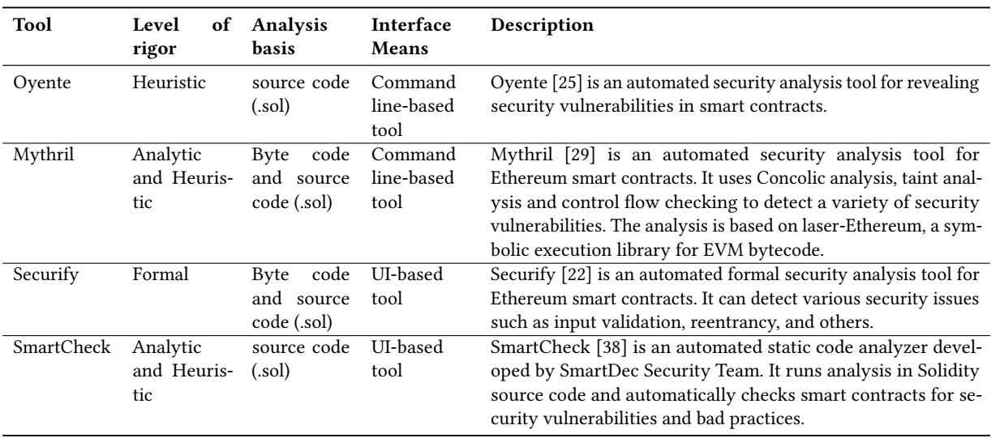 Tool Level of rigor Analysis basis Interface Means Description
Oyente Heuristic source code (.sol) Command line-based tool Oyente [25] is an automated security analysis tool for revealing
security vulnerabilities in smart contracts.
Mythril Analytic and Heuris-
tic Byte code and source code (.sol) Command line-based tool Mythril [29] is an automated security analysis tool for
Ethereum smart contracts. It uses Concolic analysis, taint anal-
ysis and control flow checking to detect a variety of security
vulnerabilities. The analysis is based on laser-Ethereum, a sym-
bolic execution library for EVM bytecode.
Securify Formal Byte code and source code (.sol) UI-based tool Securify [22] is an automated formal security analysis tool for
Ethereum smart contracts. It can detect various security issues
such as input validation, reentrancy, and others.
SmartCheck Analytic and Heuris-
tic source code (.sol) UI-based tool SmartCheck [38] is an automated static code analyzer devel-
oped by SmartDec Security Team. It runs analysis in Solidity
source code and automatically checks smart contracts for se-
curity vulnerabilities and bad practices.